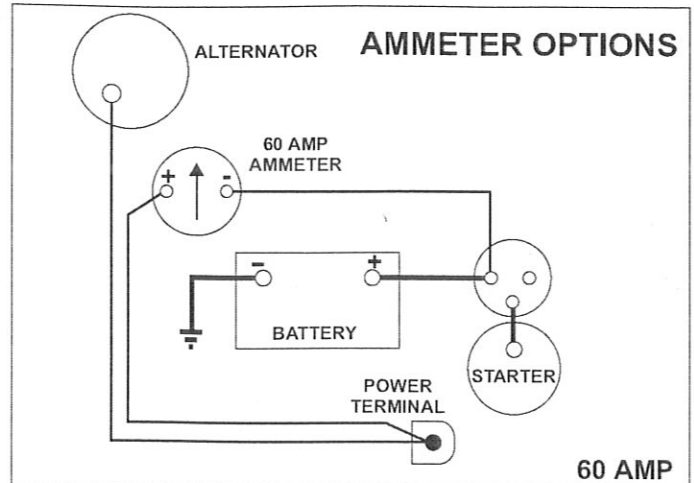 AMMETER OPTIONS
ALTERNATOR
60 AMP
AMMETER
+ -
- +
BATTERY
STARTER
POWER
TERMINAL
60 AMP